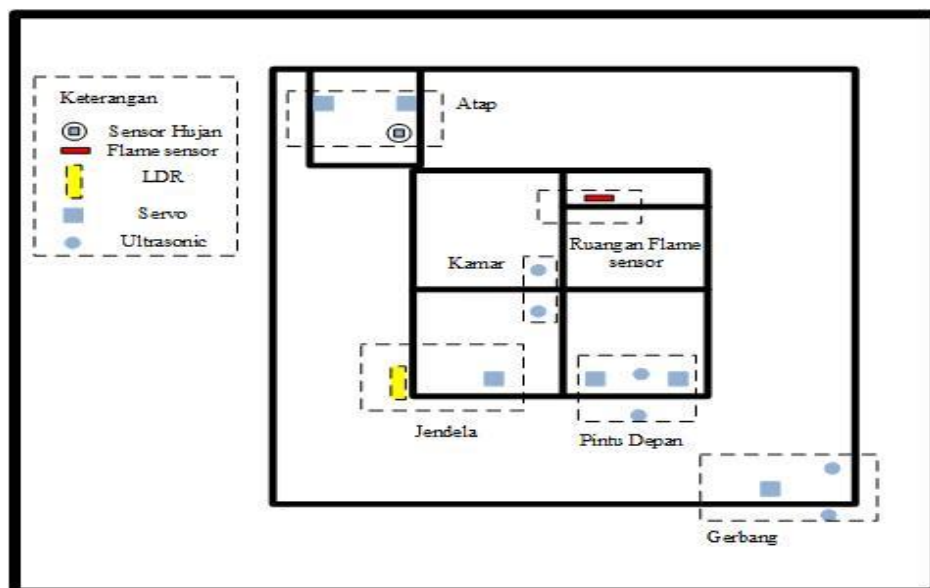 Keterangan
Sensor Hujan
Flame sensor
LDR
Servo
Ultrasonic
Atap
Kamar
Ruangan Flame
sensor
Jendela
Pintu Depan
Gerbang